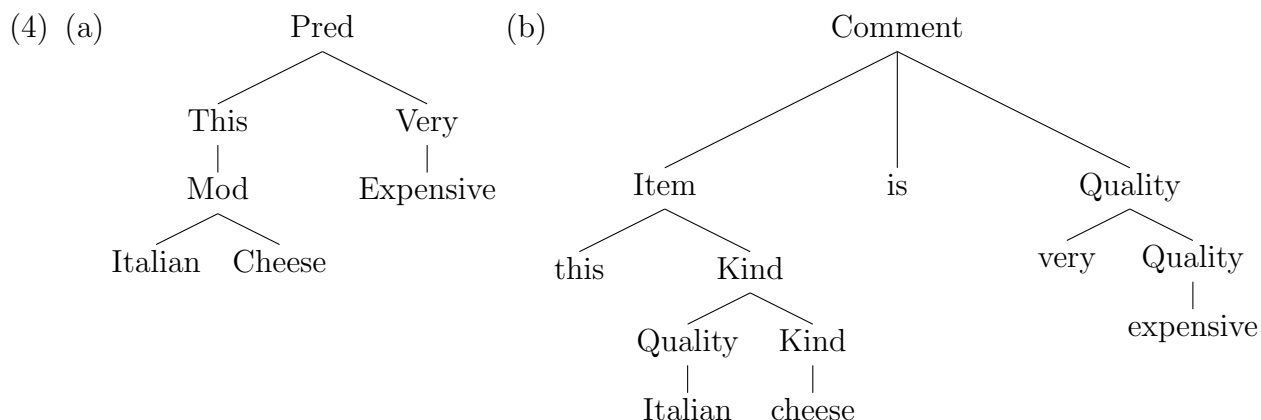 (4) (a) Pred (b) Comment
This Very
Mod Expensive
Item is Quality
Italian Cheese
this Kind very Quality
Quality Kind expensive
Italian cheese